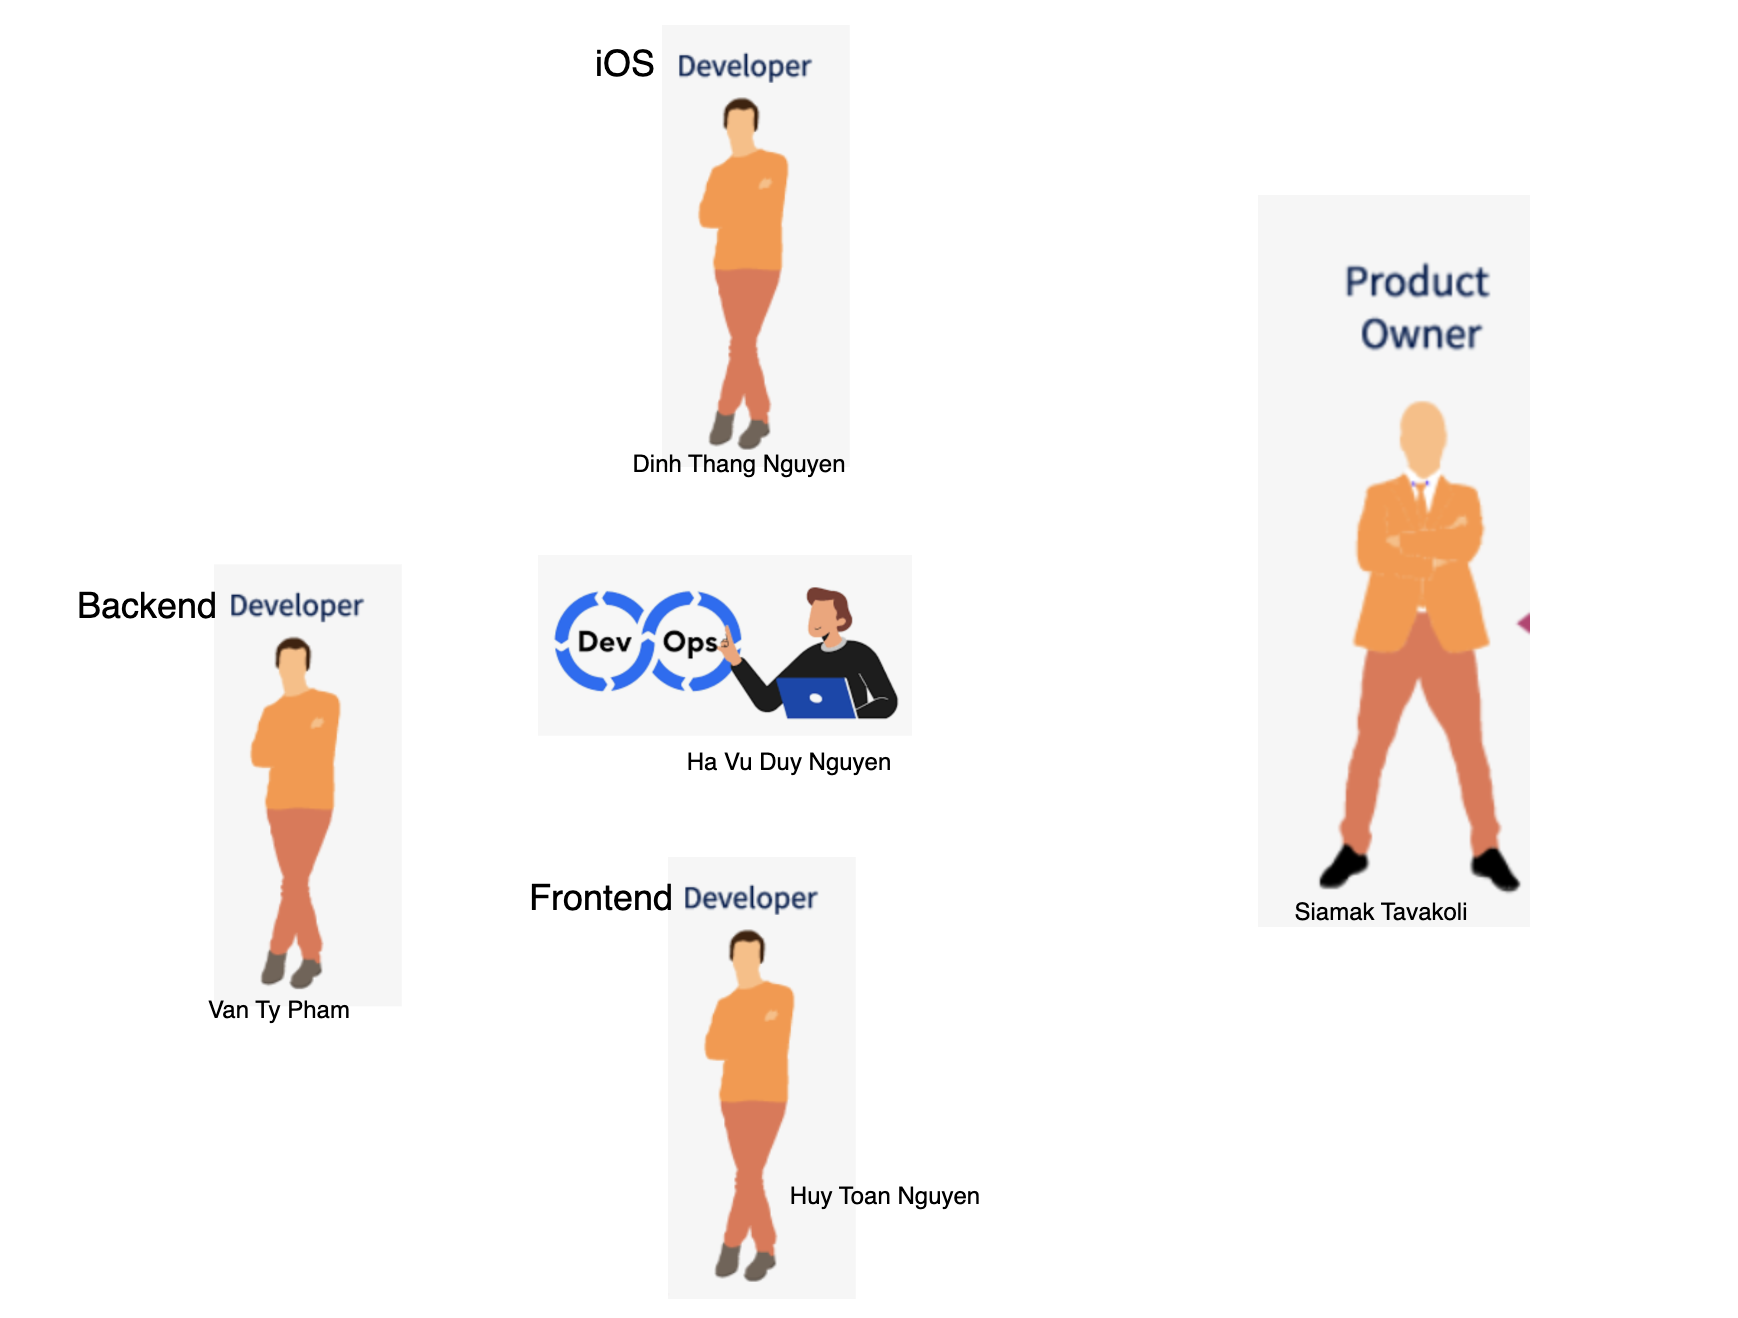 iOS Developer
Dinh Thang Nguyen
Product
Owner
Siamak Tavakoli
Backend Developer
Van Ty Pham
Dev Ops
Ha Vu Duy Nguyen
Frontend Developer
Huy Toan Nguyen